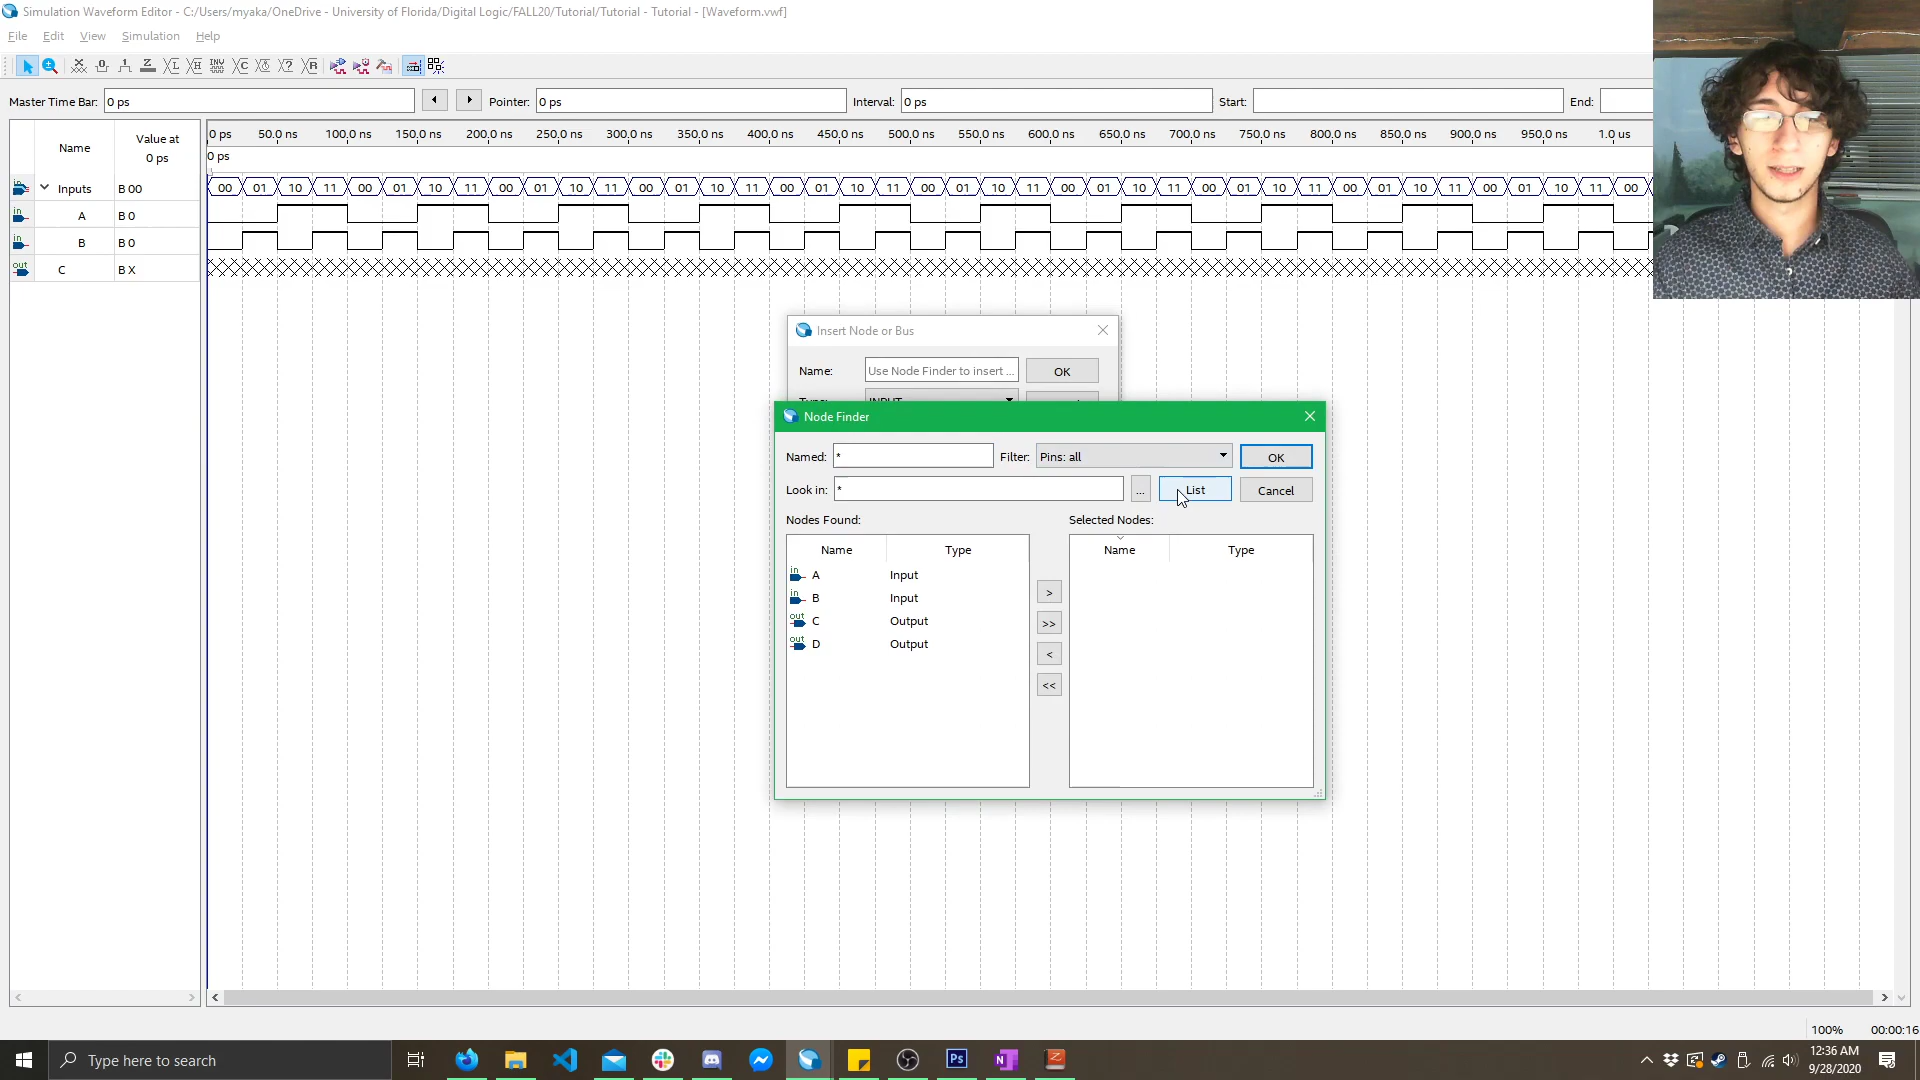 Simulation Waveform Editor - C:/Users/myaka/OneDrive - University of Florida/Digital Logic/FALL20/Tutorial/Tutorial - Tutorial - [Waveform.vwf]
File Edit View Simulation Help
Master Time Bar: 0 ps Pointer: 0 ps Interval: 0 ps Start: End:
Name Value at 0 ps
0 ps 50.0 ns 100.0 ns 150.0 ns 200.0 ns 250.0 ns 300.0 ns 350.0 ns 400.0 ns 450.0 ns 500.0 ns 550.0 ns 600.0 ns 650.0 ns 700.0 ns 750.0 ns 800.0 ns 850.0 ns 900.0 ns 950.0 ns 1.0 us
0 ps
in Inputs B 00 00 01 10 11 00 01 10 11 00 01 10 11 00 01 10 11 00 01 10 11 00 01 10 11 00 01 10 11 00 01 10 11 00 01 10 11 00 01 10 11 00
in A B 0
in B B 0
out C B X
Insert Node or Bus
Name: Use Node Finder to insert ... OK
Node Finder
Named: * Filter: Pins: all OK
Look in: * ... List Cancel
Nodes Found: Selected Nodes:
Name Type Name Type
in A Input
in B Input
out C Output
out D Output
>
>>
<
<<
100% 00:00:16
Type here to search
Ps
12:36 AM
9/28/2020